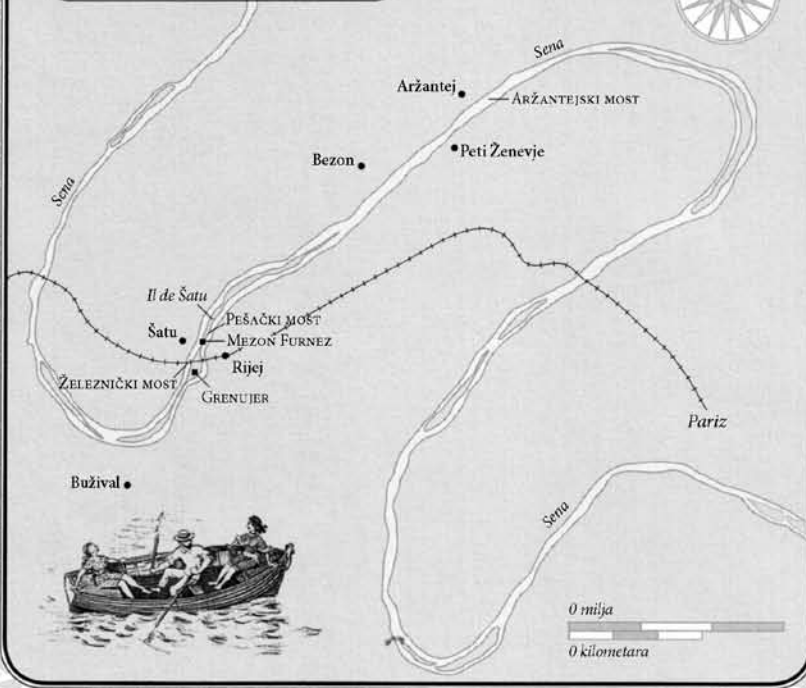 Sena
Aržantej
Aržantejski most
Peti Ženevje
Bezon
Sena
Il de Šatu
Pešački most
Šatu
Mezon Furnez
Rijej
Železnički most
Grenujer
Pariz
Bužival
Sena
0 milja
0 kilometara